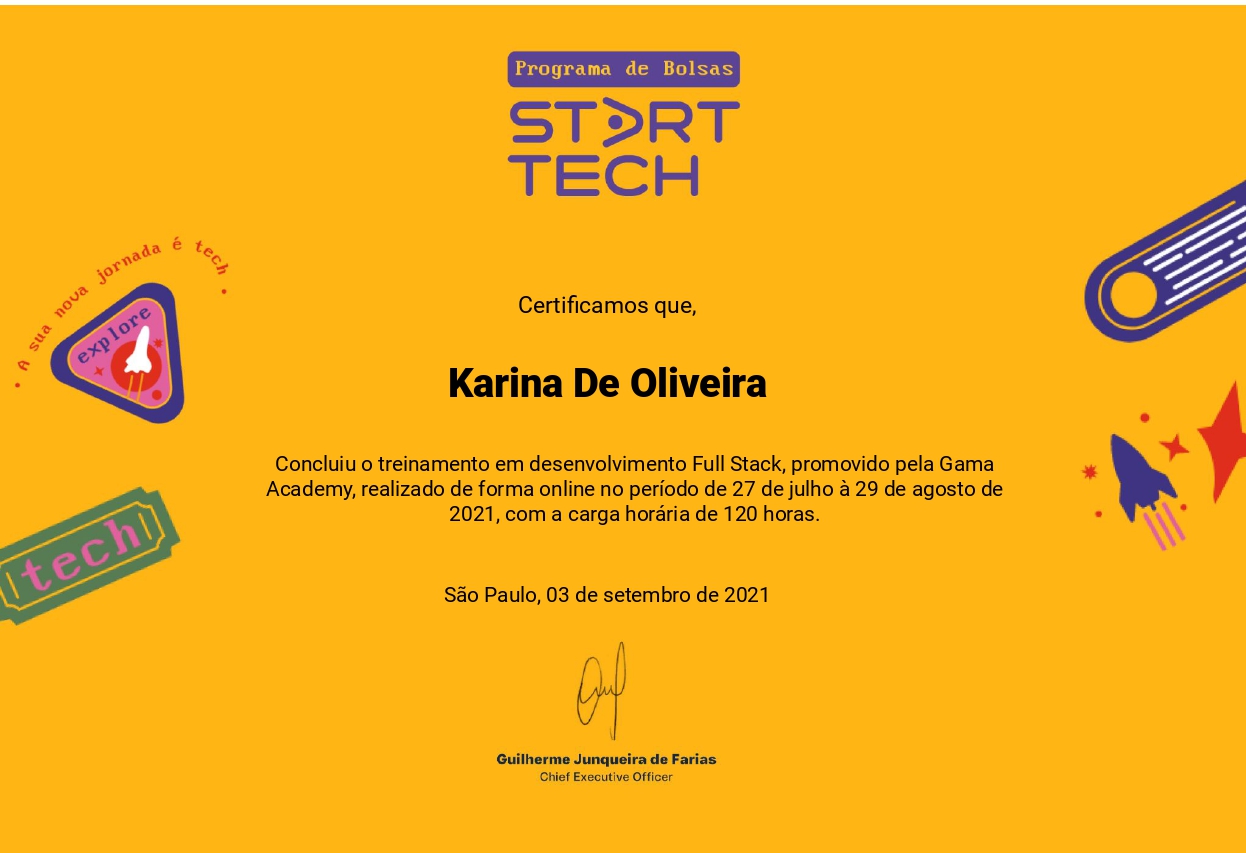 Programa de Bolsas
START
TECH
• A sua nova jornada é tech •
explore
Certificamos que,
Karina De Oliveira
Concluiu o treinamento em desenvolvimento Full Stack, promovido pela Gama
Academy, realizado de forma online no período de 27 de julho à 29 de agosto de
2021, com a carga horária de 120 horas.
tech
São Paulo, 03 de setembro de 2021
Guilherme Junqueira de Farias
Chief Executive Officer